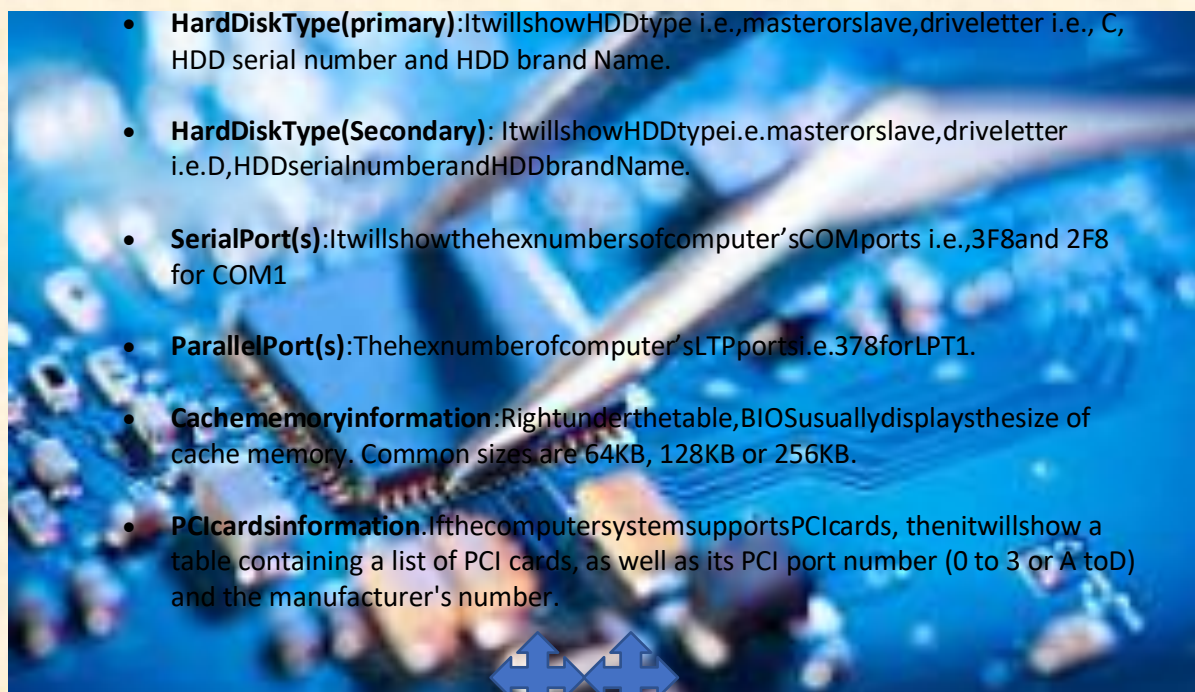 • HardDiskType(primary):ItwillshowHDDtype i.e.,masterorslave,driveletter i.e., C,
HDD serial number and HDD brand Name.
• HardDiskType(Secondary): ItwillshowHDDtypei.e.masterorslave,driveletter
i.e.D,HDDserialnumberandHDDbrandName.
• SerialPort(s):Itwillshowthehexnumbersofcomputer’sCOMports i.e.,3F8and 2F8
for COM1
• ParallelPort(s):Thehexnumberofcomputer’sLTPportsi.e.378forLPT1.
• Cachememoryinformation:Rightunderthetable,BIOSusuallydisplaysthesize of
cache memory. Common sizes are 64KB, 128KB or 256KB.
• PCIcardsinformation.IfthecomputersystemsupportsPCIcards, thenitwillshow a
table containing a list of PCI cards, as well as its PCI port number (0 to 3 or A toD)
and the manufacturer's number.